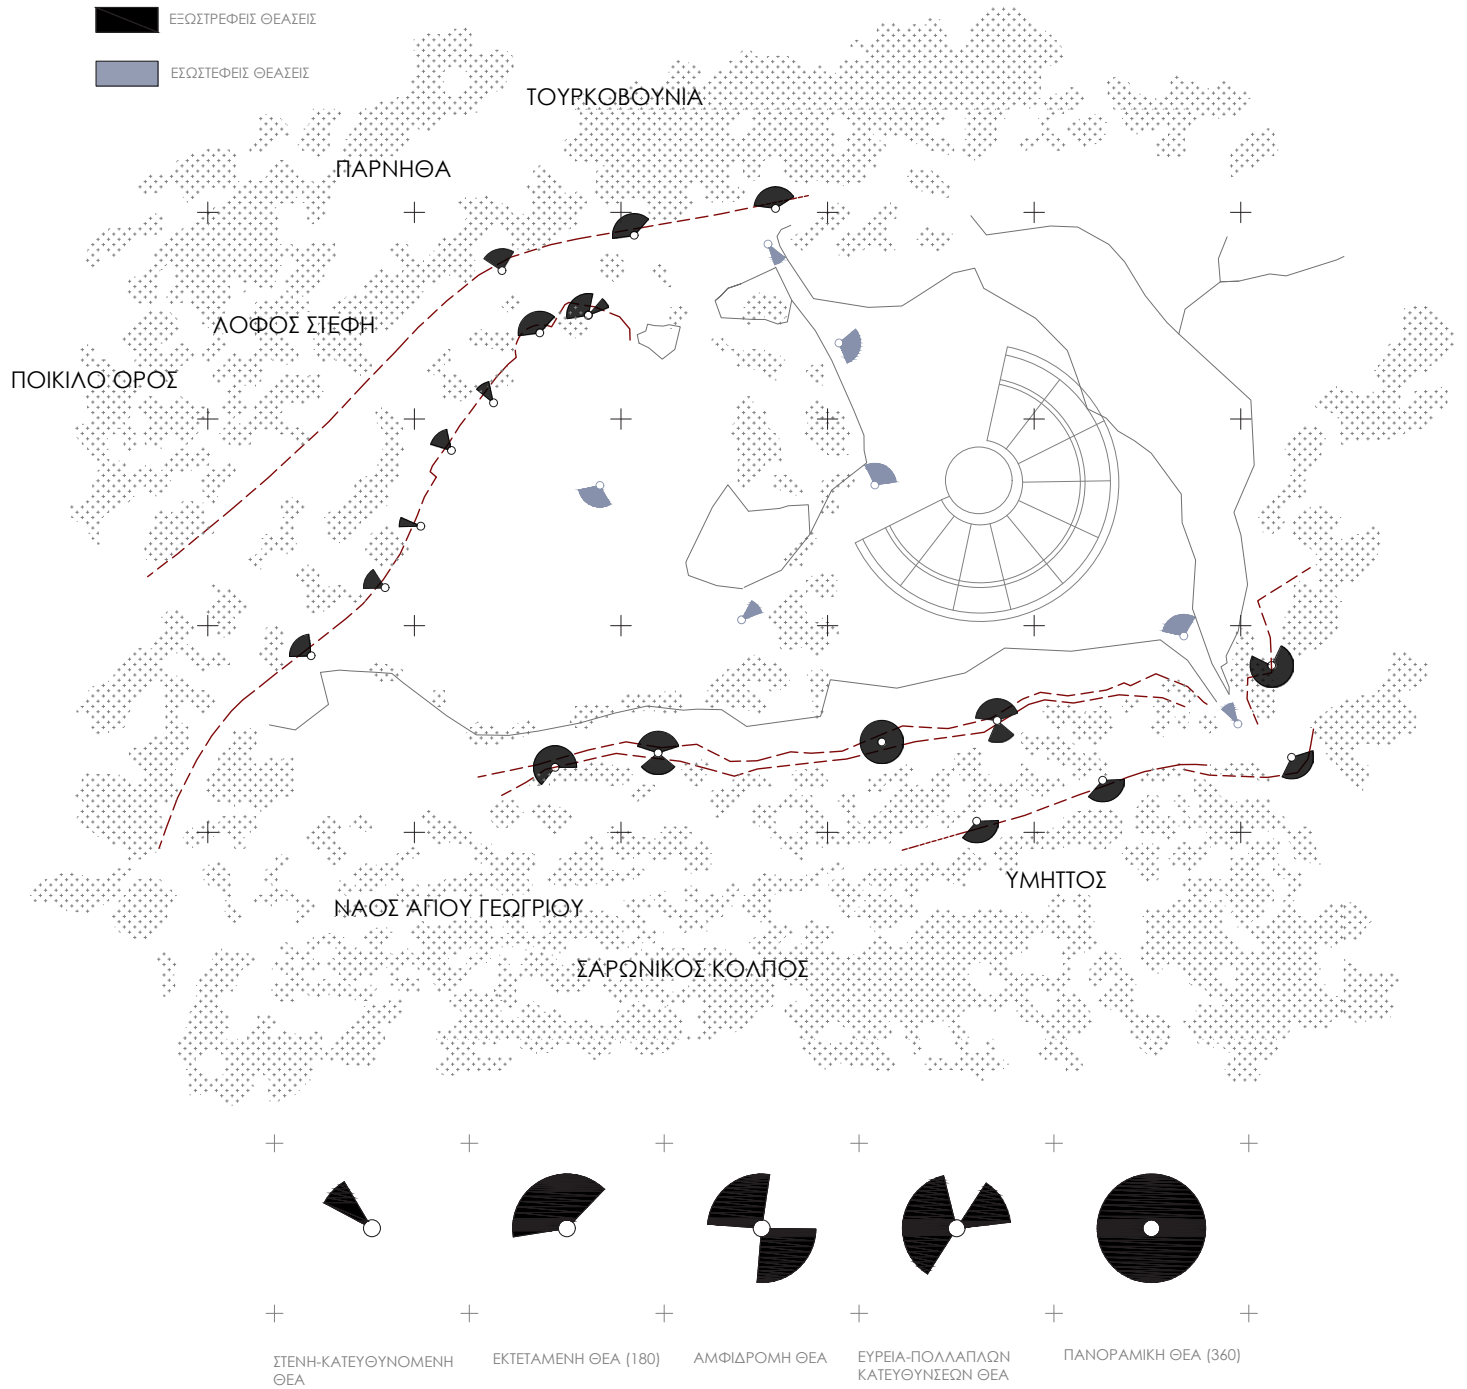 ΕΞΩΣΤΡΕΦΕΙΣ ΘΕΑΣΕΙΣ
ΕΣΩΣΤΕΦΕΙΣ ΘΕΑΣΕΙΣ
ΤΟΥΡΚΟΒΟΥΝΙΑ
ΠΑΡΝΗΘΑ
ΛΟΦΟΣ ΣΤΕΦΗ
ΠΟΙΚΙΛΟ ΟΡΟΣ
ΥΜΗΤΤΟΣ
ΝΑΟΣ ΑΓΙΟΥ ΓΕΩΓΡΙΟΥ
ΣΑΡΩΝΙΚΟΣ ΚΟΛΠΟΣ
ΣΤΕΝΗ-ΚΑΤΕΥΘΥΝΟΜΕΝΗ
ΘΕΑ
ΕΚΤΕΤΑΜΕΝΗ ΘΕΑ (180)
ΑΜΦΙΔΡΟΜΗ ΘΕΑ
ΕΥΡΕΙΑ-ΠΟΛΛΑΠΛΩΝ
ΚΑΤΕΥΘΥΝΣΕΩΝ ΘΕΑ
ΠΑΝΟΡΑΜΙΚΗ ΘΕΑ (360)